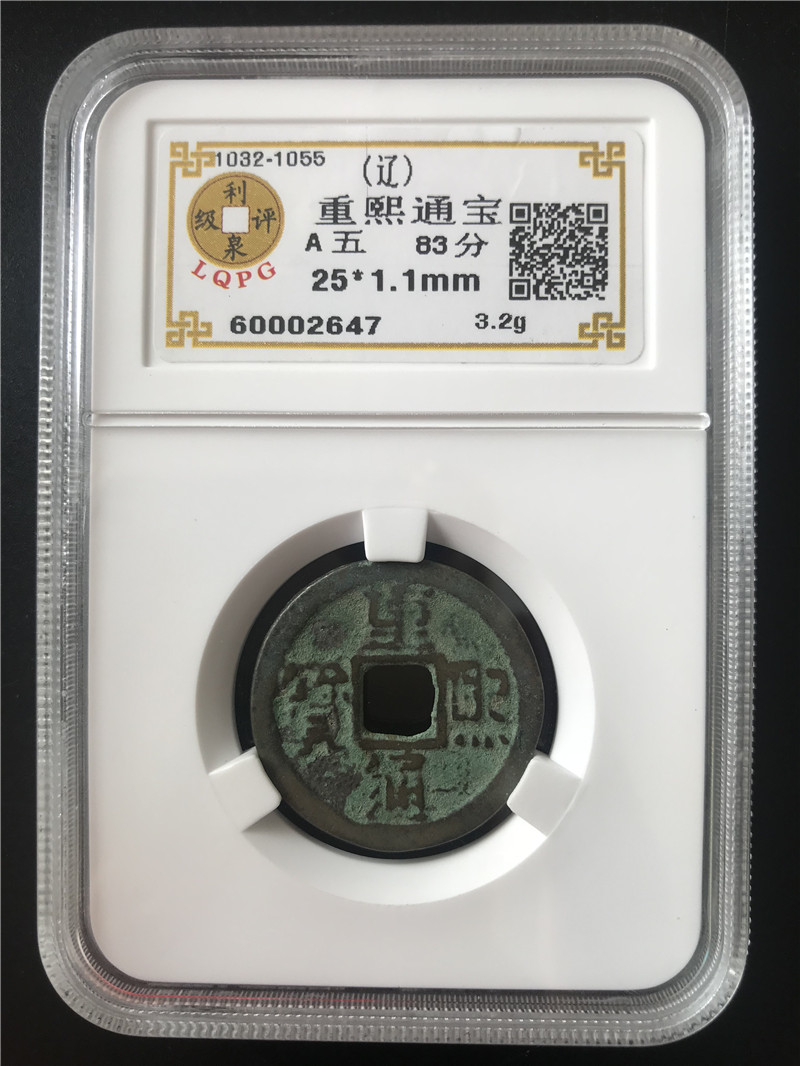 1032-1055
(辽)
利泉评级
LQPG
重熙通宝
A五 83分
25*1.1mm
60002647
3.2g
重熙通寳